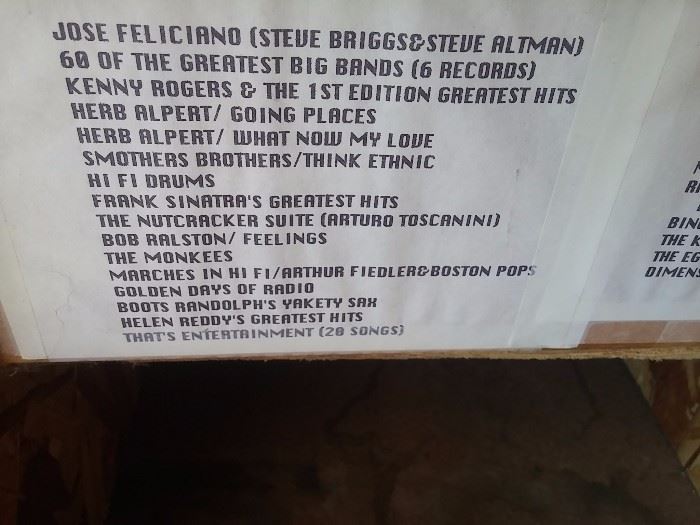 JOSE FELICIANO (STEVE BRIGGS&STEVE ALTMAN)
60 OF THE GREATEST BIG BANDS (6 RECORDS)
KENNY ROGERS & THE 1ST EDITION GREATEST HITS
HERB ALPERT/ GOING PLACES
HERB ALPERT/ WHAT NOW MY LOVE
SMOTHERS BROTHERS/THINK ETHNIC
HI FI DRUMS
FRANK SINATRA'S GREATEST HITS
THE NUTCRACKER SUITE (ARTURO TOSCANINI)
BOB RALSTON/ FEELINGS
THE MONKEES
MARCHES IN HI FI/ARTHUR FIEDLER&BOSTON POPS
GOLDEN DAYS OF RADIO
BOOTS RANDOLPH'S YAKETY SAX
HELEN REDDY'S GREATEST HITS
THAT'S ENTERTAINMENT (28 SONGS)
THE
THE